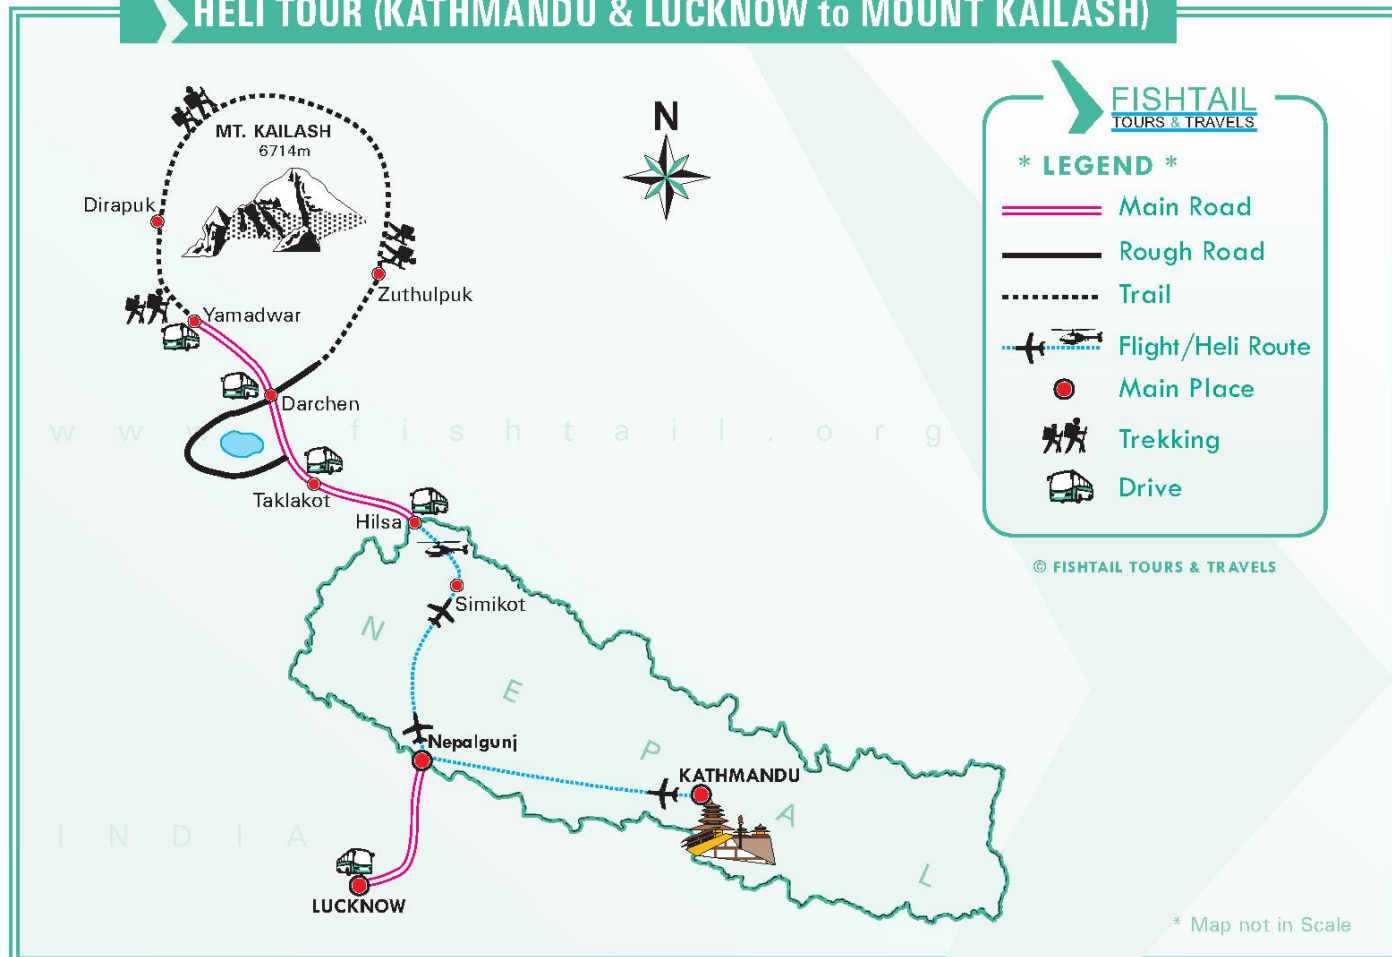 HELI TOUR (KATHMANDU & LUCKNOW to MOUNT KAILASH)
N
FISHTAIL
TOURS & TRAVELS
* LEGEND *
Main Road
Rough Road
Trail
Flight/Heli Route
Main Place
Trekking
Drive
© FISHTAIL TOURS & TRAVELS
MT. KAILASH
6714m
Dirapuk
Zuthulpuk
Yamadwar
Darchen
www.fishtail.org
Taklakot
Hilsa
Simikot
NEPAL
Nepalgunj
KATHMANDU
INDIA
LUCKNOW
* Map not in Scale